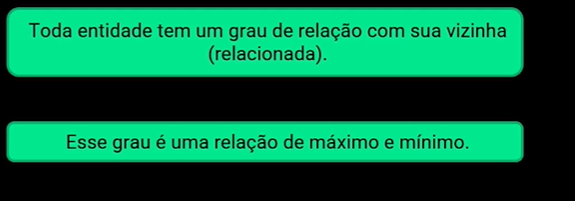 Toda entidade tem um grau de relação com sua vizinha
(relacionada).
Esse grau é uma relação de máximo e mínimo.